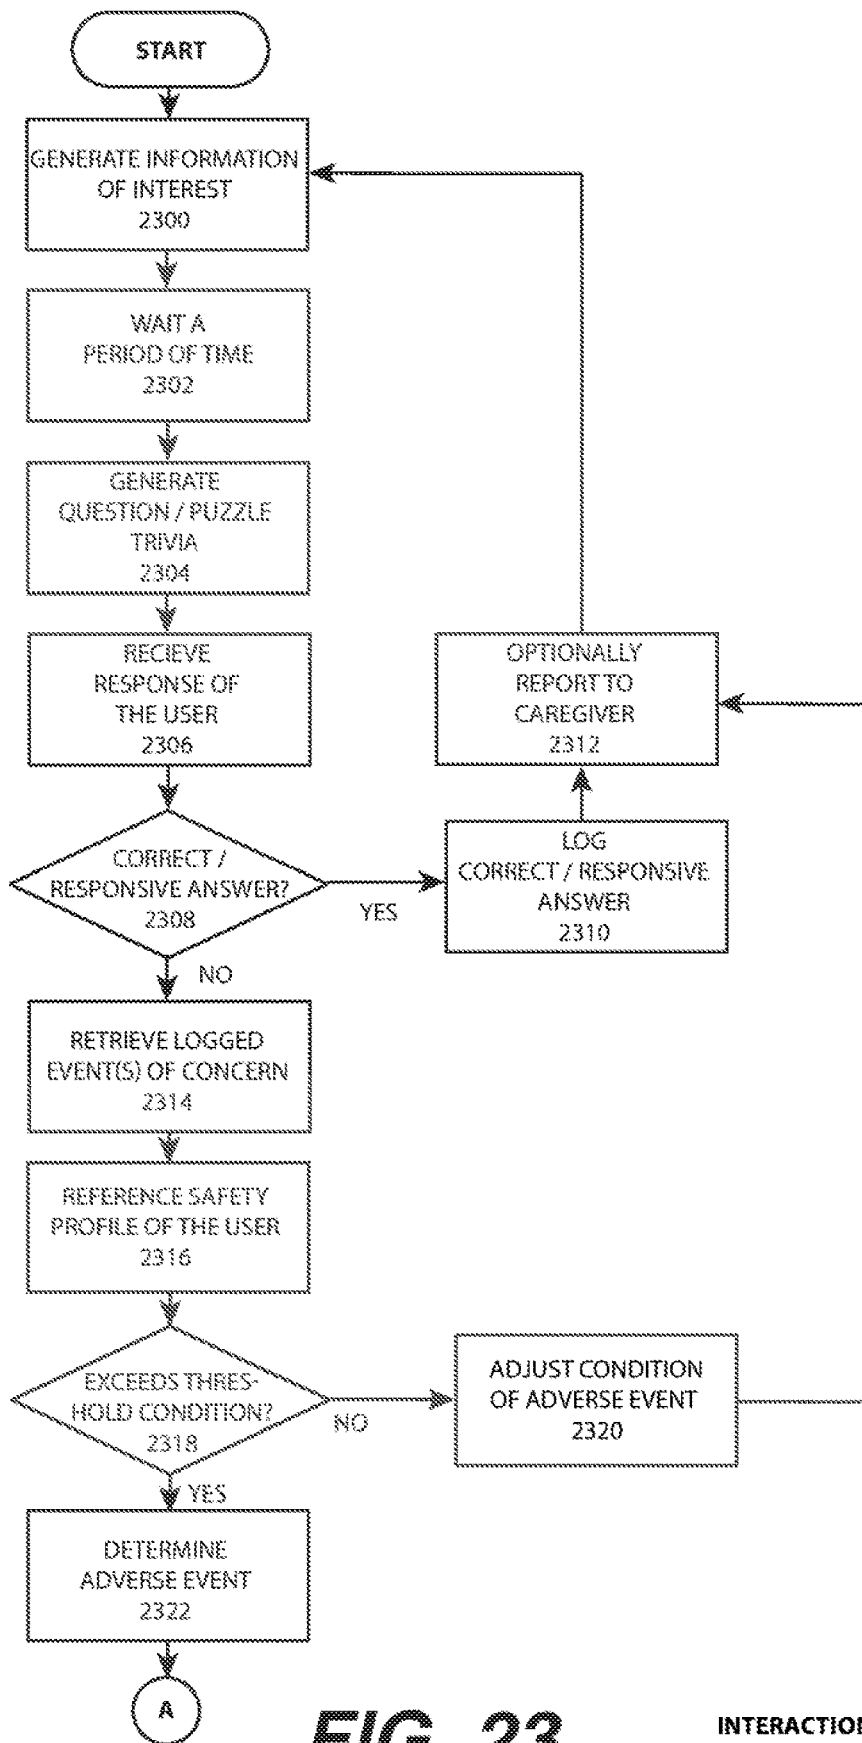 START
GENERATE INFORMATION
OF INTEREST
2300
WAIT A
PERIOD OF TIME
2302
GENERATE
QUESTION / PUZZLE
TRIVIA
2304
RECIEVE
RESPONSE OF
THE USER
2306
OPTIONALLY
REPORT TO
CAREGIVER
2312
CORRECT /
RESPONSIVE ANSWER?
2308
YES
LOG
CORRECT / RESPONSIVE
ANSWER
2310
NO
RETRIEVE LOGGED
EVENT(S) OF CONCERN
2314
REFERENCE SAFETY
PROFILE OF THE USER
2316
EXCEEDS THRES-
HOLD CONDITION?
2318
NO
ADJUST CONDITION
OF ADVERSE EVENT
2320
YES
DETERMINE
ADVERSE EVENT
2322
A
FIG. 23
INTERACTION